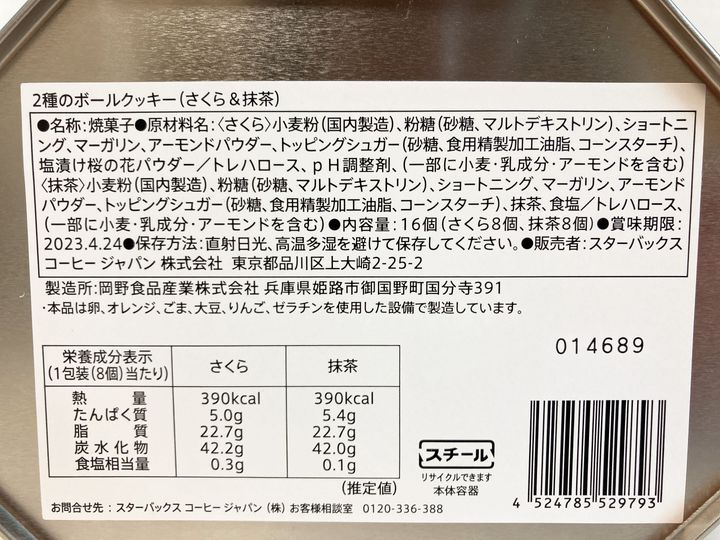 2種のボールクッキー(さくら&抹茶)
●名称:焼菓子●原材料名:〈さくら〉小麦粉(国内製造)、粉糖(砂糖、マルトデキストリン)、ショートニ
ング、マーガリン、アーモンドパウダー、トッピングシュガー(砂糖、食用精製加工油脂、コーンスターチ)、
塩漬け桜の花パウダー/トレハロース、pH調整剤、(一部に小麦・乳成分・アーモンドを含む)
〈抹茶〉小麦粉(国内製造)、粉糖(砂糖、マルトデキストリン)、ショートニング、マーガリン、アーモンド
パウダー、トッピングシュガー(砂糖、食用精製加工油脂、コーンスターチ)、抹茶、食塩/トレハロース、
(一部に小麦・乳成分・アーモンドを含む)●内容量:16個(さくら8個、抹茶8個)●賞味期限:
2023.4.24●保存方法:直射日光、高温多湿を避けて保存してください。●販売者:スターバックス
コーヒー ジャパン 株式会社 東京都品川区上大崎2-25-2
製造所:岡野食品産業株式会社 兵庫県姫路市御国野町国分寺391
・本品は卵、オレンジ、ごま、大豆、りんご、ゼラチンを使用した設備で製造しています。
014689
栄養成分表示
(1包装(8個)当たり) さくら 抹茶
熱量 390kcal 390kcal
たんぱく質 5.0g 5.4g
脂質 22.7g 22.7g
炭水化物 42.2g 42.0g
食塩相当量 0.3g 0.1g
(推定値)
スチール
リサイクルできます
本体容器
4 524785 529793
お問合せ先:スターバックス コーヒー ジャパン (株) お客様相談室 0120-336-388